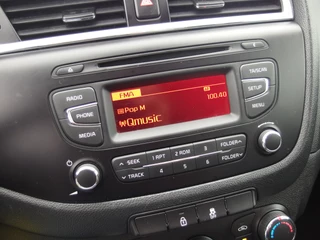 TA/SCAN
RADIO
FMA
100.40
SETUP
Pop M
PHONE
Qmusic
MENU
MEDIA
SEEK
1 RPT
2 RDM
3
FOLDER
TRACK
4
5
6
FOLDER